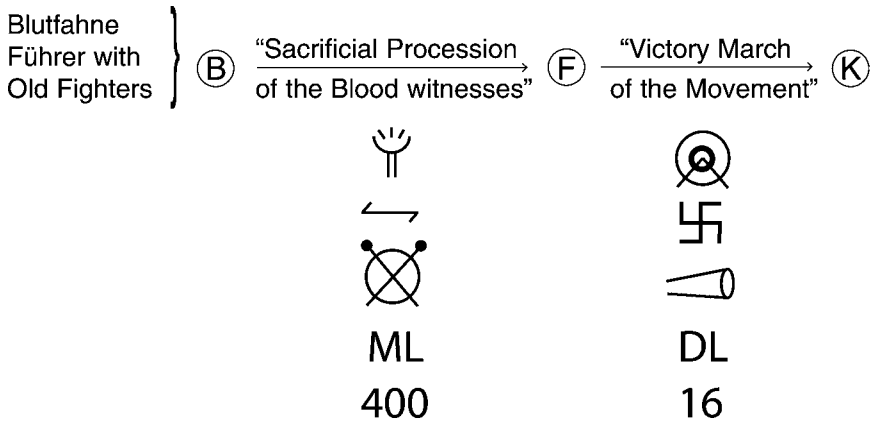 Blutfahne
Führer with
Old Fighters
B
“Sacrificial Procession
of the Blood witnesses”
F
“Victory March
of the Movement”
K
ML
DL
400
16